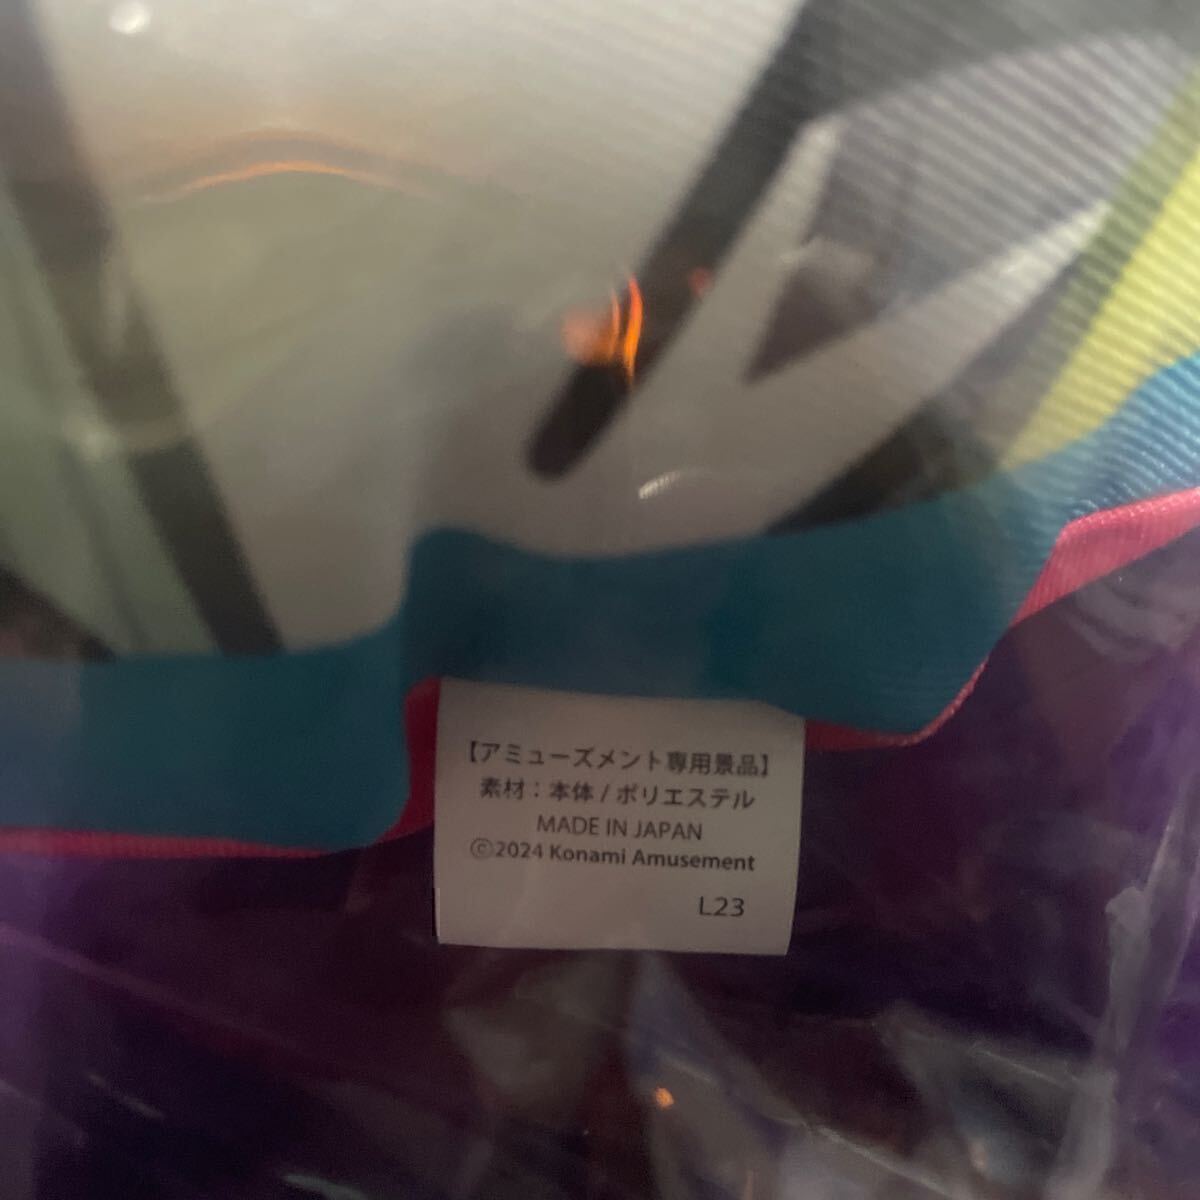 【アミューズメント専用景品】
素材：本体 / ポリエステル
MADE IN JAPAN
©2024 Konami Amusement
L23